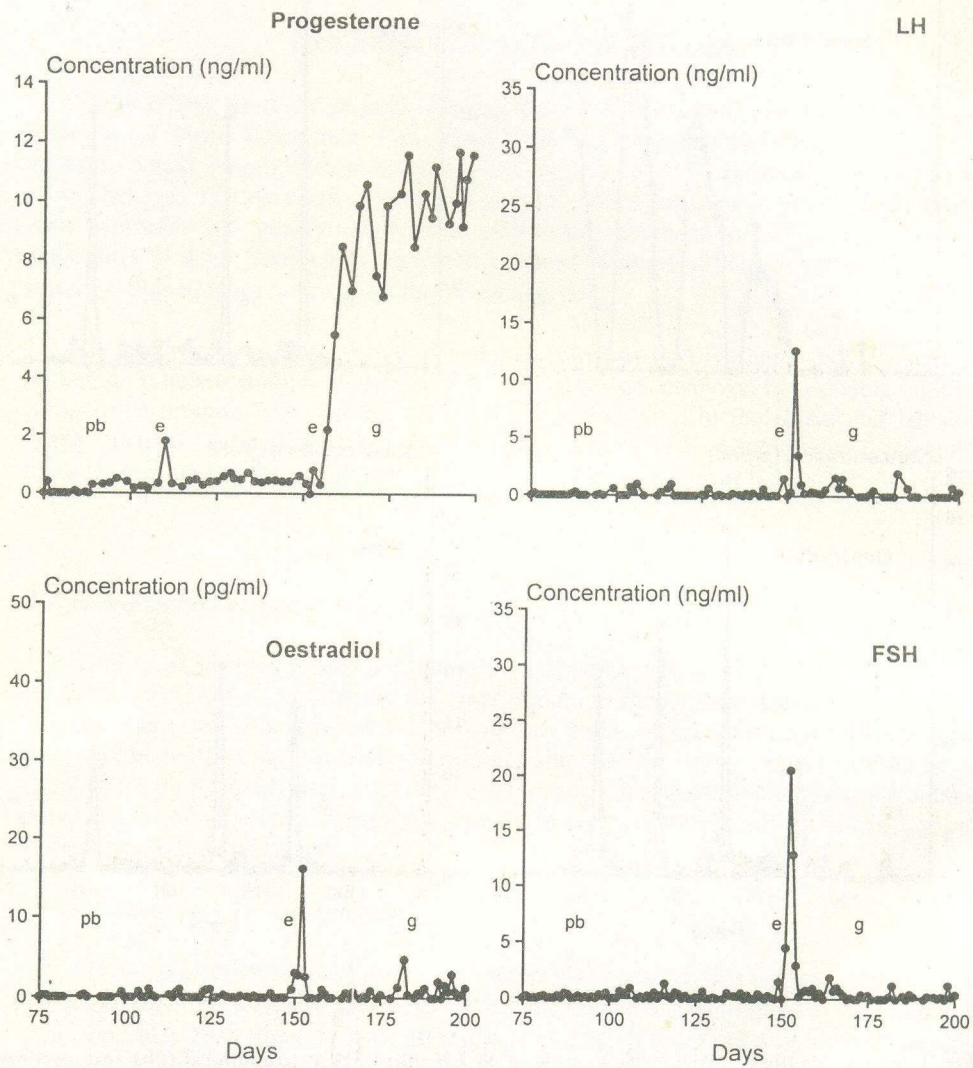 Progesterone
Concentration (ng/ml)
14
12
10
8
6
4
2
0
pb
e
e
g
LH
Concentration (ng/ml)
35
30
25
20
15
10
5
0
pb
e
g
Oestradiol
Concentration (pg/ml)
50
40
30
20
10
0
pb
e
g
75
100
125
150
175
200
Days
FSH
Concentration (ng/ml)
35
30
25
20
15
10
5
0
pb
e
g
75
100
125
150
175
200
Days